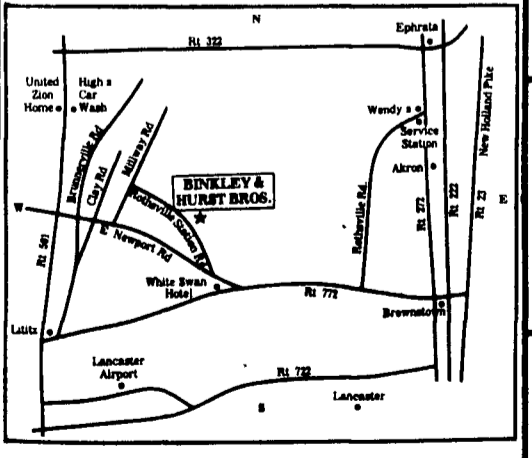 N
Ephrata
Rt 322
United
Zion
Home
High s
Car
Wash
Wendy s
Service
Station
Akron
New Holland Pike
Brunnerville Rd
Clay Rd
Millway Rd
Rothsville Station Rd
BINKLEY &
HURST BROS.
Rothsville Rd.
Rt 272
Rt 222
Rt 23
E
W
Rt 501
E Newport Rd
White Swan
Hotel
Rt 772
Brownstown
Lititz
Lancaster
Airport
Rt 722
S
Lancaster